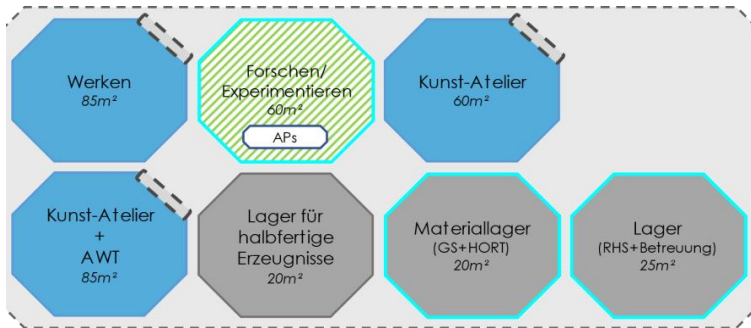 Werken
85m²
Forschen/
Experimentieren
60m²
APs
Kunst-Atelier
60m²
Kunst-Atelier
+
AWT
85m²
Lager für
halbfertige
Erzeugnisse
20m²
Materiallager
(GS+HORT)
20m²
Lager
(RHS+Betreuung)
25m²